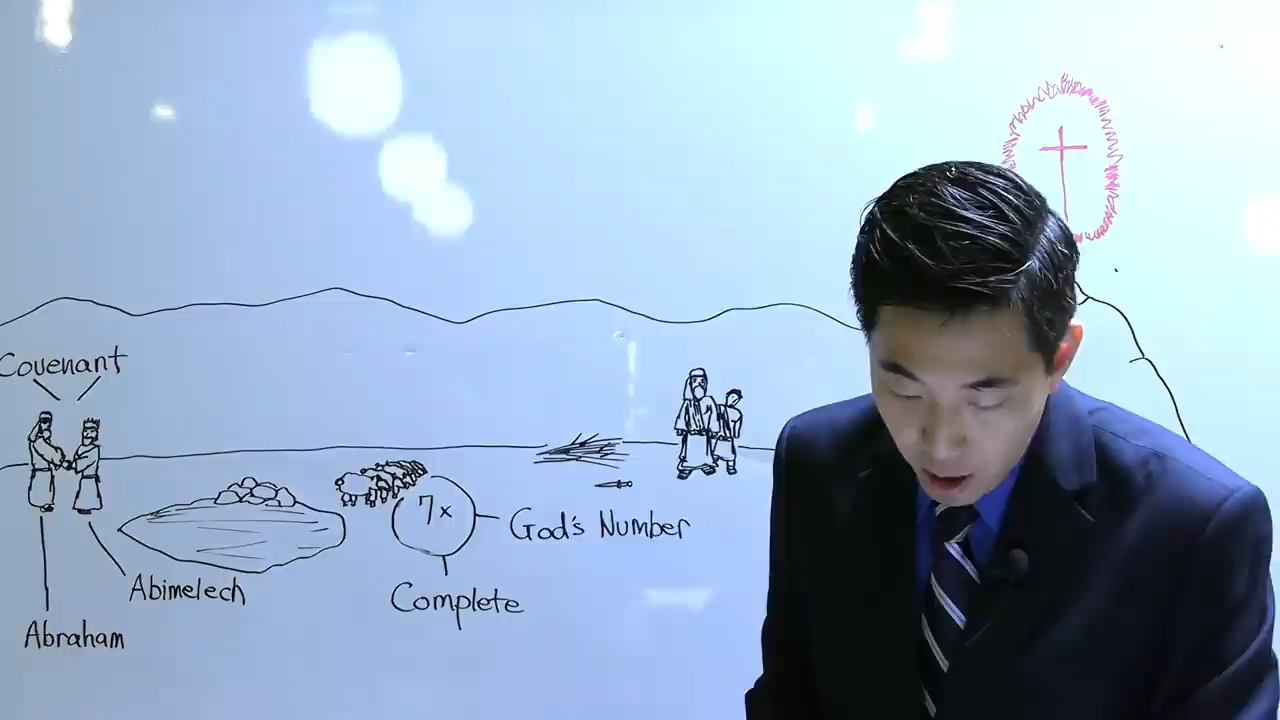 Covenant
7x
God's Number
Abimelech
Complete
Abraham